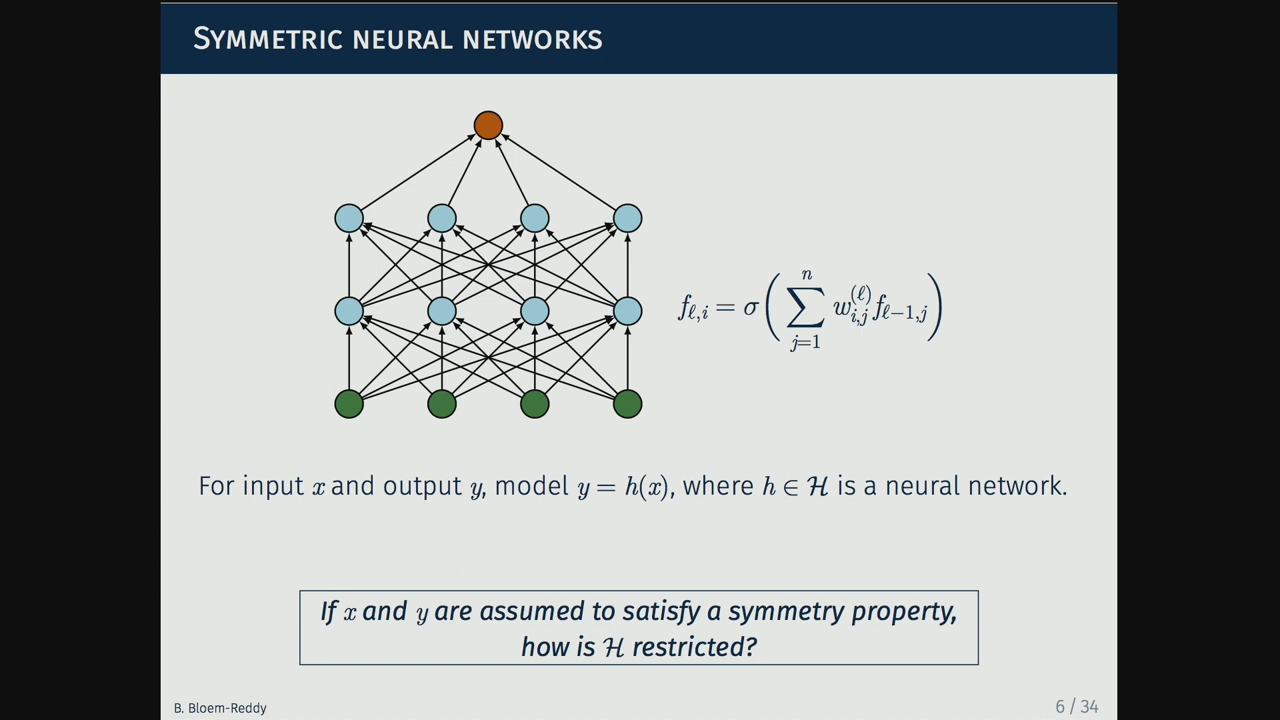 SYMMETRIC NEURAL NETWORKS
f_{ℓ,i} = σ( ∑_{j=1}^{n} w_{i,j}^{(ℓ)} f_{ℓ−1,j} )
For input x and output y, model y = h(x), where h ∈ ℋ is a neural network.
If x and y are assumed to satisfy a symmetry property,
how is ℋ restricted?
B. Bloem-Reddy
6 / 34